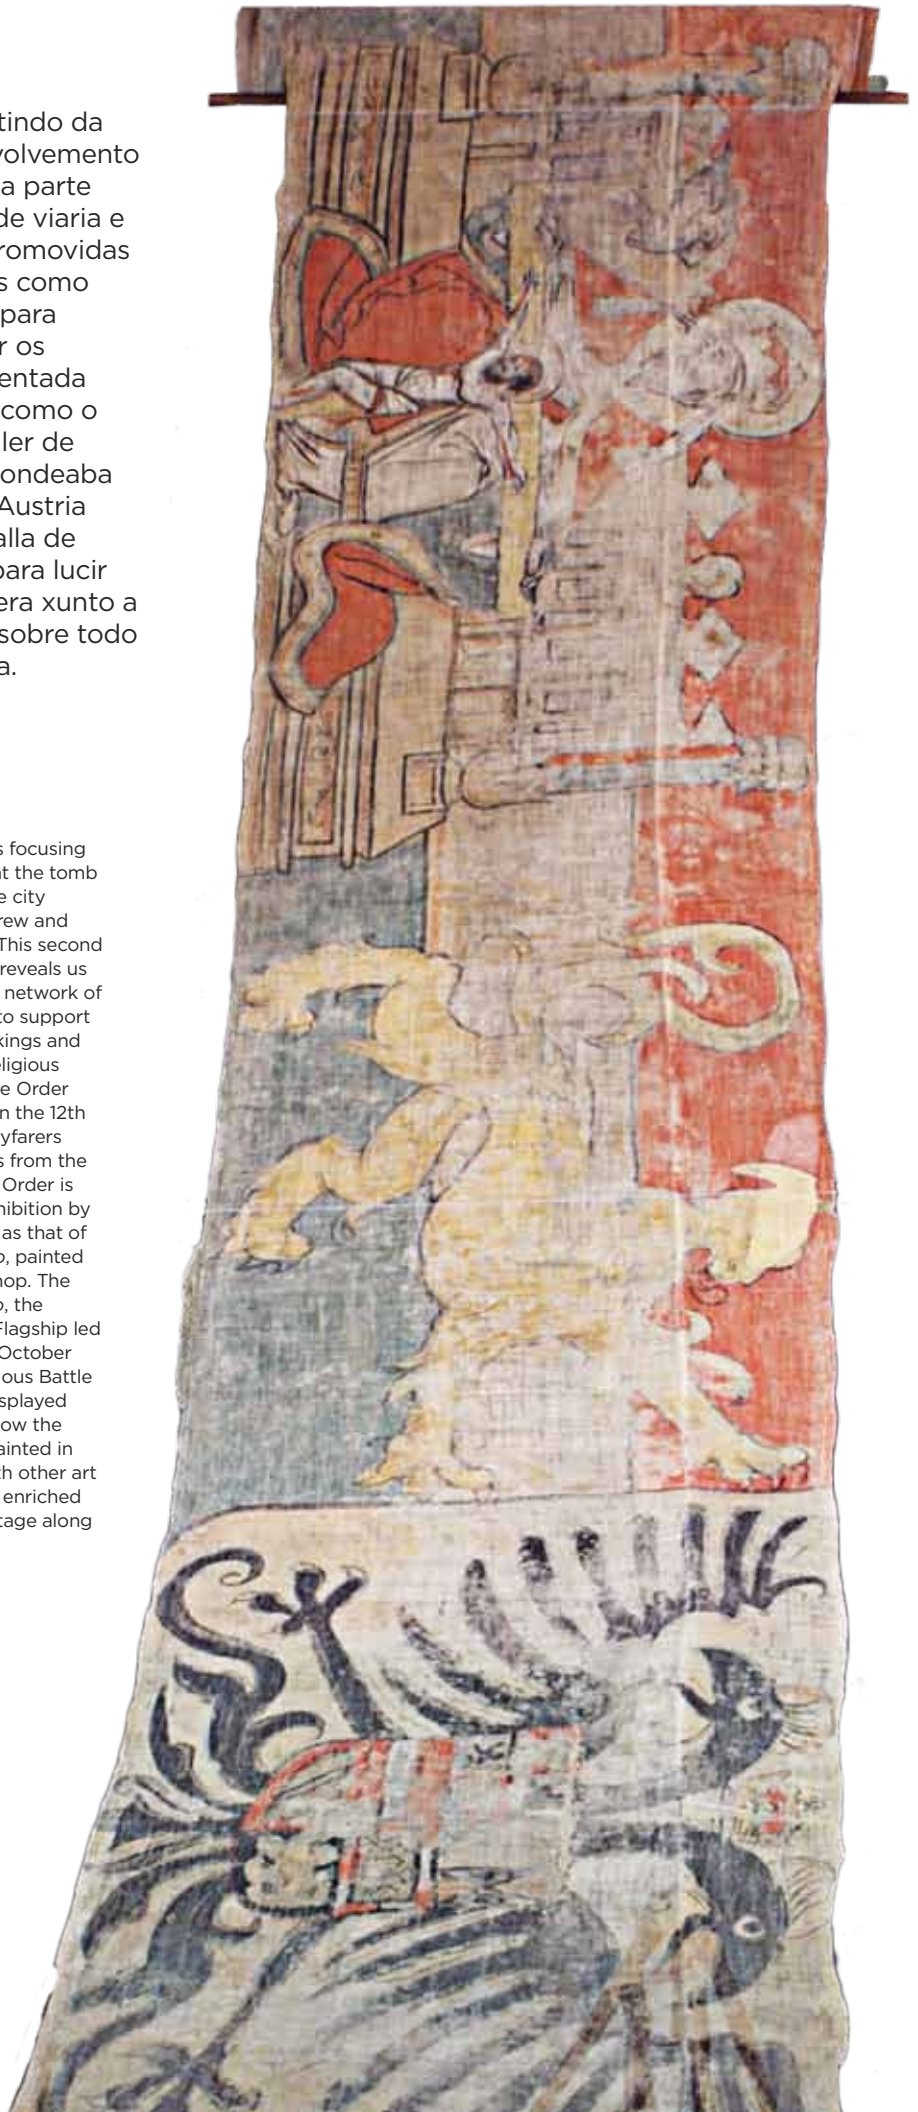 tindo da
volvemento
a parte
de viaria e
romovidas
s como
para
r os
entada
como o
ler de
ondeaba
Austria
alla de
para lucir
era xunto a
sobre todo
a.
s focusing
at the tomb
e city
rew and
This second
reveals us
network of
to support
kings and
eligious
e Order
n the 12th
yfarers
s from the
Order is
hibition by
as that of
o, painted
hop. The
o, the
Flagship led
October
ous Battle
splayed
ow the
ainted in
th other art
enriched
tage along